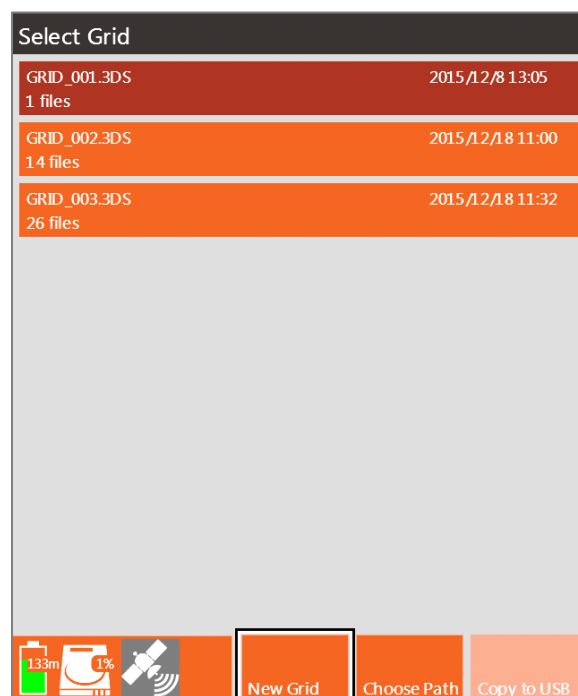 Select Grid
GRID_001.3DS 2015/12/8 13:05
1 files
GRID_002.3DS 2015/12/18 11:00
14 files
GRID_003.3DS 2015/12/18 11:32
26 files
133m 1% New Grid Choose Path Copy to USB